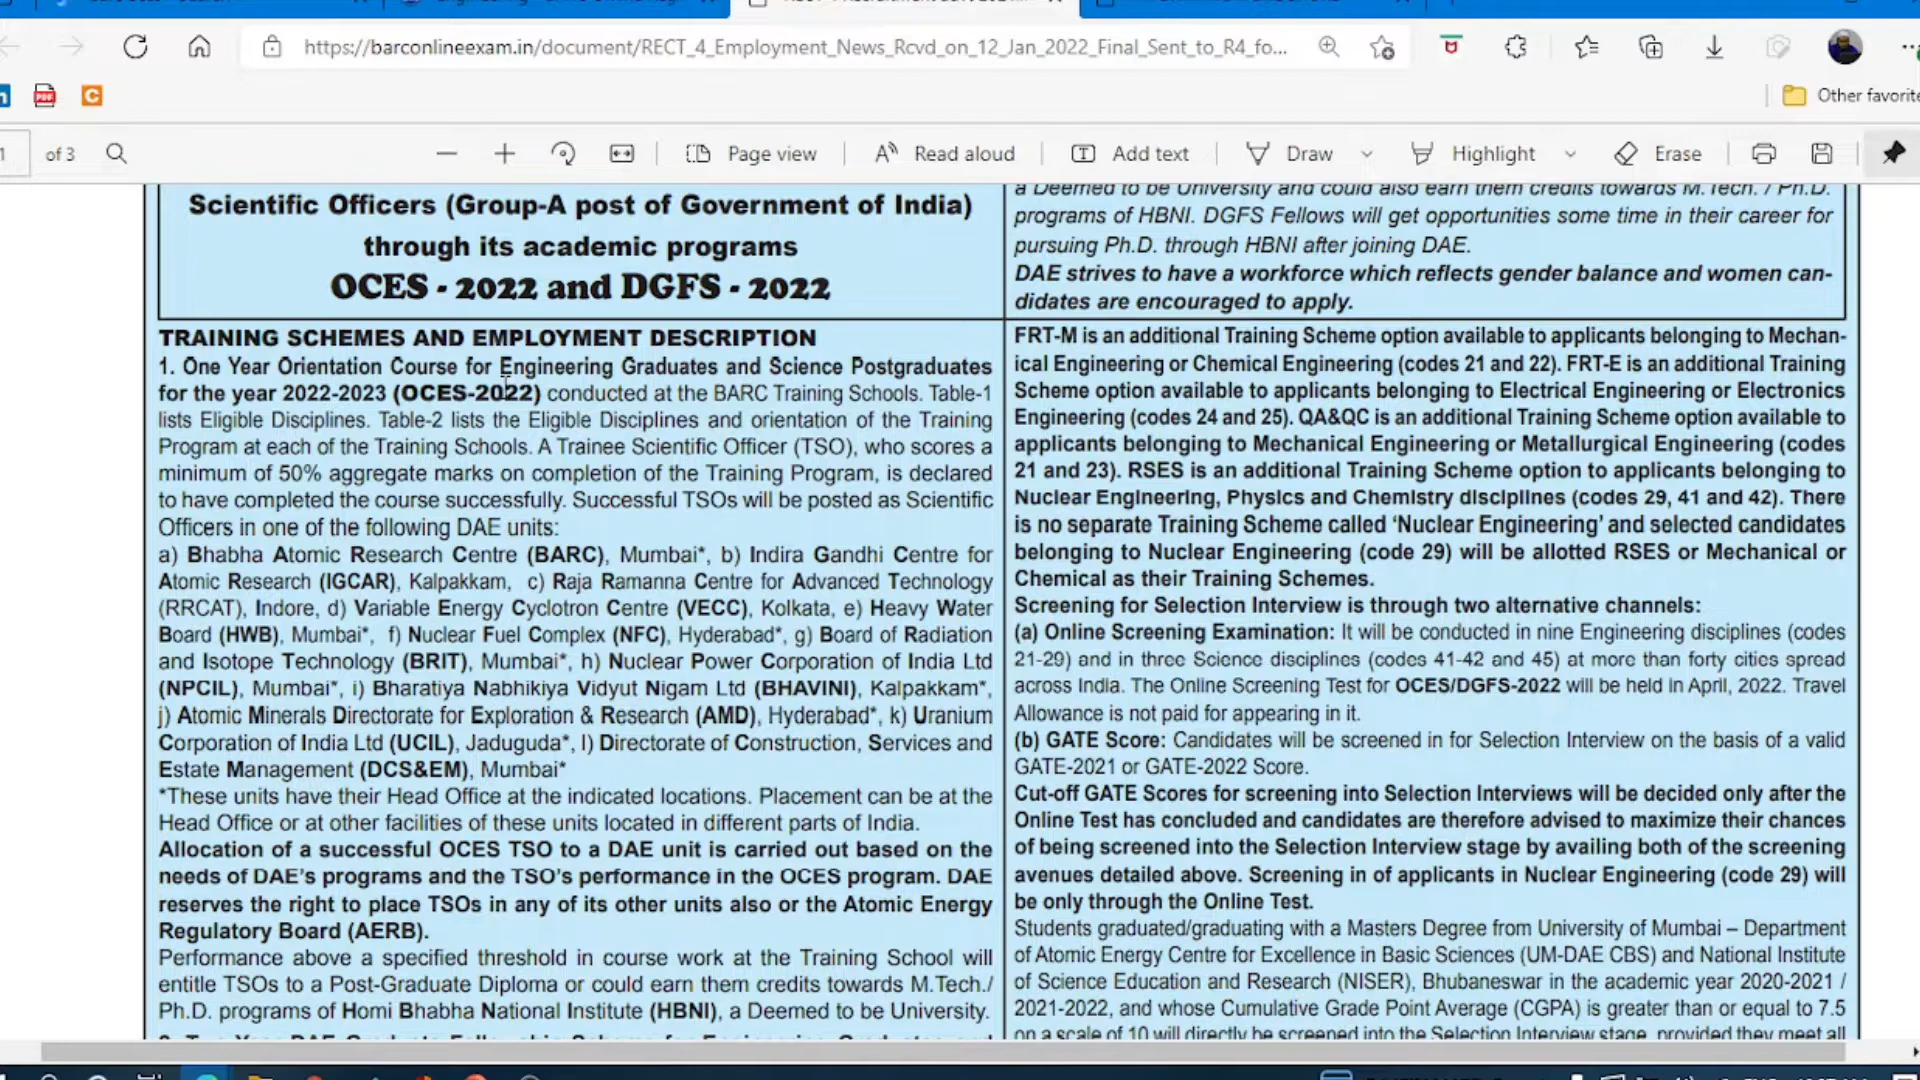 https://barconlineexam.in/document/RECT_4_Employment_News_Rcvd_on_12_Jan_2022_Final_Sent_to_R4_fo...
Other favorite
1 of 3
Page view
Read aloud
Add text
Draw
Highlight
Erase
Scientific Officers (Group-A post of Government of India)
through its academic programs
OCES - 2022 and DGFS - 2022
TRAINING SCHEMES AND EMPLOYMENT DESCRIPTION
1. One Year Orientation Course for Engineering Graduates and Science Postgraduates
for the year 2022-2023 (OCES-2022) conducted at the BARC Training Schools. Table-1
lists Eligible Disciplines. Table-2 lists the Eligible Disciplines and orientation of the Training
Program at each of the Training Schools. A Trainee Scientific Officer (TSO), who scores a
minimum of 50% aggregate marks on completion of the Training Program, is declared
to have completed the course successfully. Successful TSOs will be posted as Scientific
Officers in one of the following DAE units:
a) Bhabha Atomic Research Centre (BARC), Mumbai*, b) Indira Gandhi Centre for
Atomic Research (IGCAR), Kalpakkam, c) Raja Ramanna Centre for Advanced Technology
(RRCAT), Indore, d) Variable Energy Cyclotron Centre (VECC), Kolkata, e) Heavy Water
Board (HWB), Mumbai*, f) Nuclear Fuel Complex (NFC), Hyderabad*, g) Board of Radiation
and Isotope Technology (BRIT), Mumbai*, h) Nuclear Power Corporation of India Ltd
(NPCIL), Mumbai*, i) Bharatiya Nabhikiya Vidyut Nigam Ltd (BHAVINI), Kalpakkam*,
j) Atomic Minerals Directorate for Exploration & Research (AMD), Hyderabad*, k) Uranium
Corporation of India Ltd (UCIL), Jaduguda*, l) Directorate of Construction, Services and
Estate Management (DCS&EM), Mumbai*
*These units have their Head Office at the indicated locations. Placement can be at the
Head Office or at other facilities of these units located in different parts of India.
Allocation of a successful OCES TSO to a DAE unit is carried out based on the
needs of DAE's programs and the TSO's performance in the OCES program. DAE
reserves the right to place TSOs in any of its other units also or the Atomic Energy
Regulatory Board (AERB).
Performance above a specified threshold in course work at the Training School will
entitle TSOs to a Post-Graduate Diploma or could earn them credits towards M.Tech./
Ph.D. programs of Homi Bhabha National Institute (HBNI), a Deemed to be University.
a Deemed to be University and could also earn them credits towards M.Tech. / Ph.D.
programs of HBNI. DGFS Fellows will get opportunities some time in their career for
pursuing Ph.D. through HBNI after joining DAE.
DAE strives to have a workforce which reflects gender balance and women can-
didates are encouraged to apply.
FRT-M is an additional Training Scheme option available to applicants belonging to Mechan-
ical Engineering or Chemical Engineering (codes 21 and 22). FRT-E is an additional Training
Scheme option available to applicants belonging to Electrical Engineering or Electronics
Engineering (codes 24 and 25). QA&QC is an additional Training Scheme option available to
applicants belonging to Mechanical Engineering or Metallurgical Engineering (codes
21 and 23). RSES is an additional Training Scheme option to applicants belonging to
Nuclear Engineering, Physics and Chemistry disciplines (codes 29, 41 and 42). There
is no separate Training Scheme called 'Nuclear Engineering' and selected candidates
belonging to Nuclear Engineering (code 29) will be allotted RSES or Mechanical or
Chemical as their Training Schemes.
Screening for Selection Interview is through two alternative channels:
(a) Online Screening Examination: It will be conducted in nine Engineering disciplines (codes
21-29) and in three Science disciplines (codes 41-42 and 45) at more than forty cities spread
across India. The Online Screening Test for OCES/DGFS-2022 will be held in April, 2022. Travel
Allowance is not paid for appearing in it.
(b) GATE Score: Candidates will be screened in for Selection Interview on the basis of a valid
GATE-2021 or GATE-2022 Score.
Cut-off GATE Scores for screening into Selection Interviews will be decided only after the
Online Test has concluded and candidates are therefore advised to maximize their chances
of being screened into the Selection Interview stage by availing both of the screening
avenues detailed above. Screening in of applicants in Nuclear Engineering (code 29) will
be only through the Online Test.
Students graduated/graduating with a Masters Degree from University of Mumbai – Department
of Atomic Energy Centre for Excellence in Basic Sciences (UM-DAE CBS) and National Institute
of Science Education and Research (NISER), Bhubaneswar in the academic year 2020-2021 /
2021-2022, and whose Cumulative Grade Point Average (CGPA) is greater than or equal to 7.5
on a scale of 10 will directly be screened into the Selection Interview stage, provided they meet all